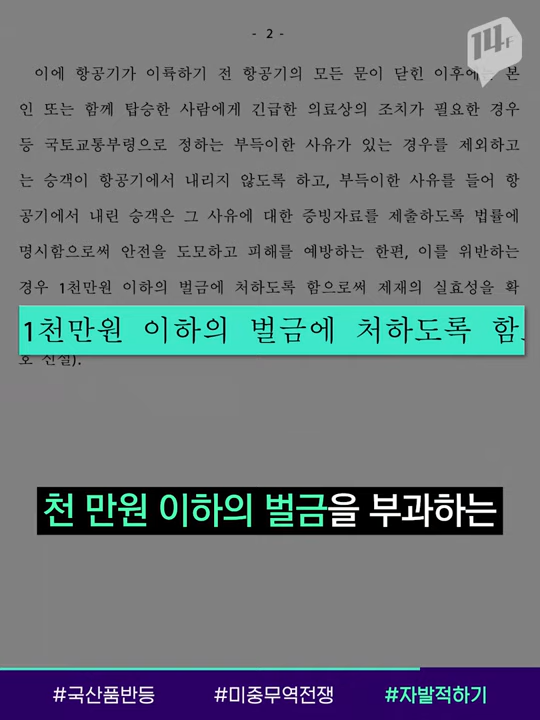 - 2 -
14F
이에 항공기가 이륙하기 전 항공기의 모든 문이 닫힌 이후에는 본
인 또는 함께 탑승한 사람에게 긴급한 의료상의 조치가 필요한 경우
등 국토교통부령으로 정하는 부득이한 사유가 있는 경우를 제외하고
는 승객이 항공기에서 내리지 않도록 하고, 부득이한 사유를 들어 항
공기에서 내린 승객은 그 사유에 대한 증빙자료를 제출하도록 법률에
명시함으로써 안전을 도모하고 피해를 예방하는 한편, 이를 위반하는
경우 1천만원 이하의 벌금에 처하도록 함으로써 제재의 실효성을 확
1천만원 이하의 벌금에 처하도록 함
호 신설).
천 만원 이하의 벌금을 부과하는
#국산품반등 #미중무역전쟁 #자발적하기